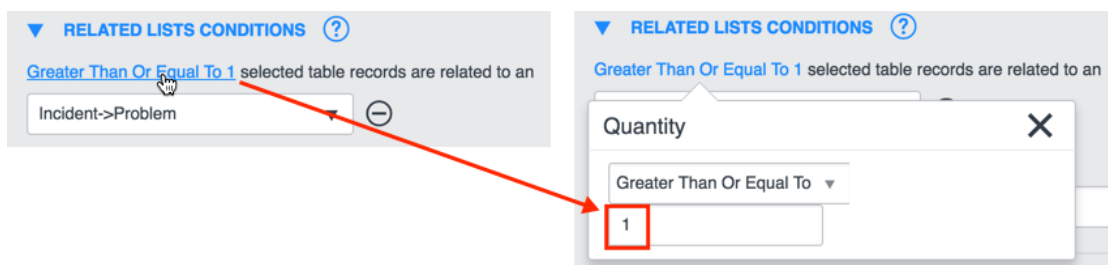 RELATED LISTS CONDITIONS ?
Greater Than Or Equal To 1 selected table records are related to an
Incident->Problem
RELATED LISTS CONDITIONS ?
Greater Than Or Equal To 1 selected table records are related to an
Quantity
Greater Than Or Equal To
1